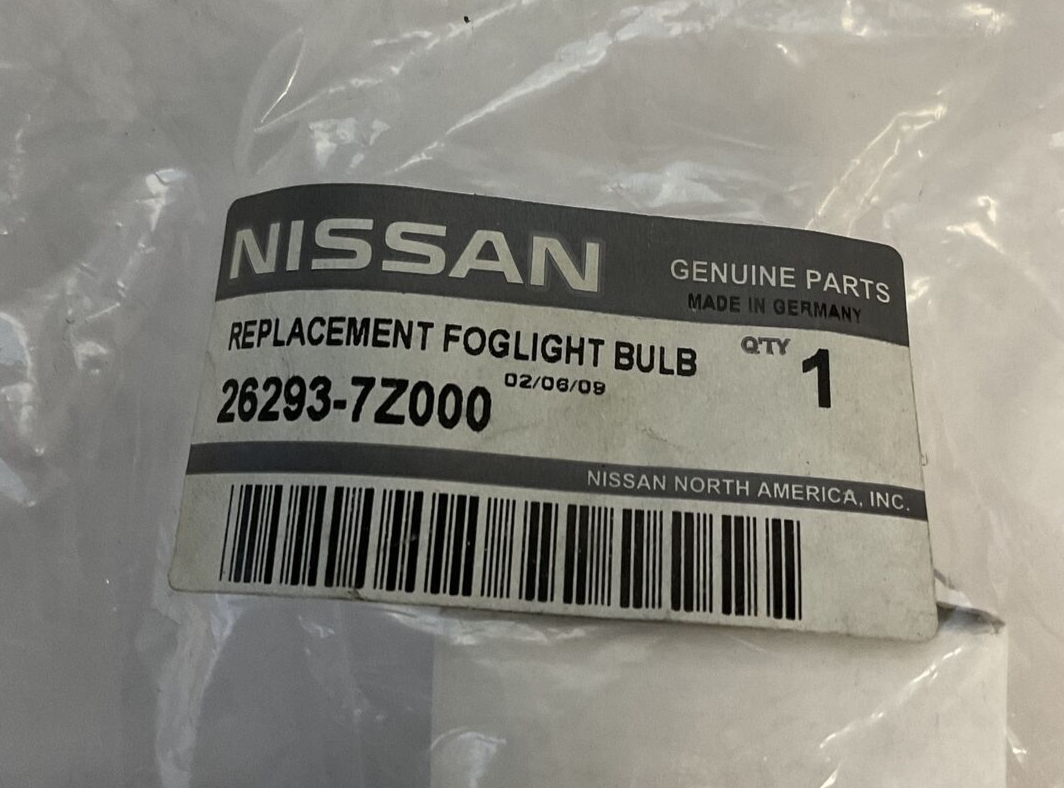 NISSAN
GENUINE PARTS
MADE IN GERMANY
REPLACEMENT FOGLIGHT BULB
Q'TY 1
02/06/09
26293-7Z000
NISSAN NORTH AMERICA, INC.